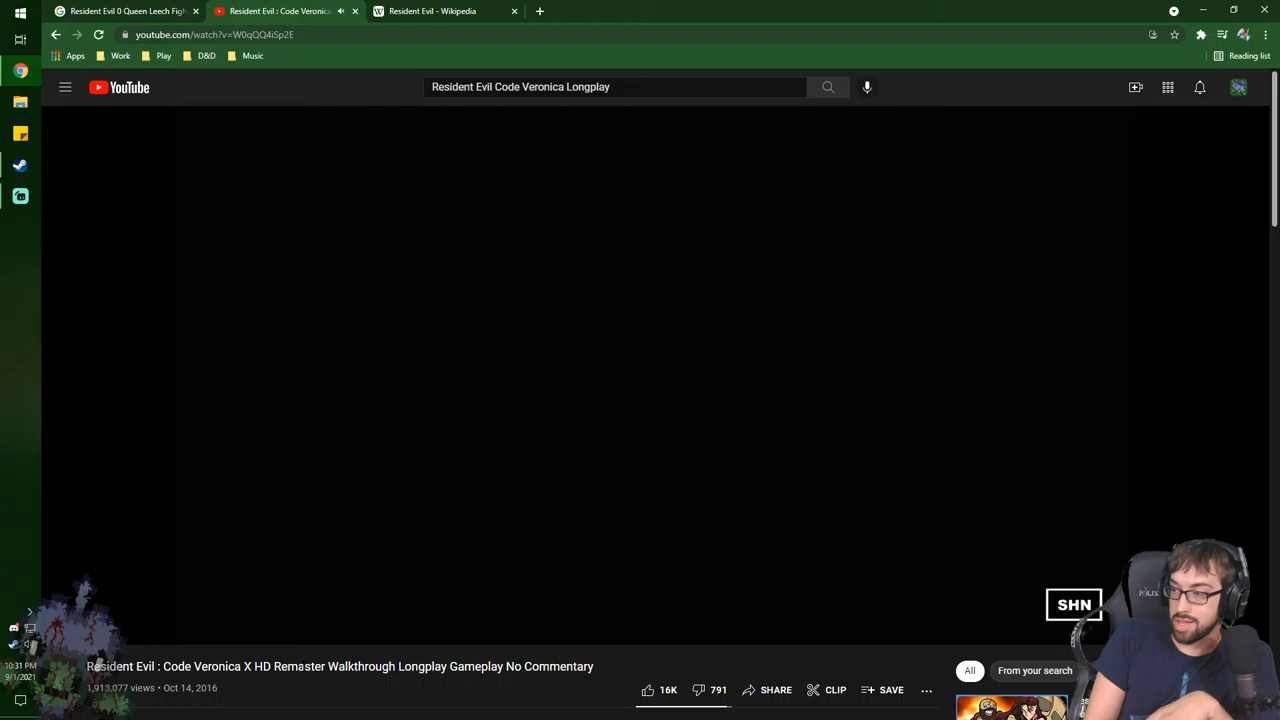 Resident Evil 0 Queen Leech Figh
Resident Evil : Code Veronica
Resident Evil - Wikipedia
youtube.com/watch?v=W0qQQ4iSp2E
Apps
Work
Play
D&D
Music
Reading list
YouTube
Resident Evil Code Veronica Longplay
SHN
Resident Evil : Code Veronica X HD Remaster Walkthrough Longplay Gameplay No Commentary
1,913,077 views • Oct 14, 2016
16K
791
SHARE
CLIP
SAVE
All
From your search
10:31 PM
9/1/2021